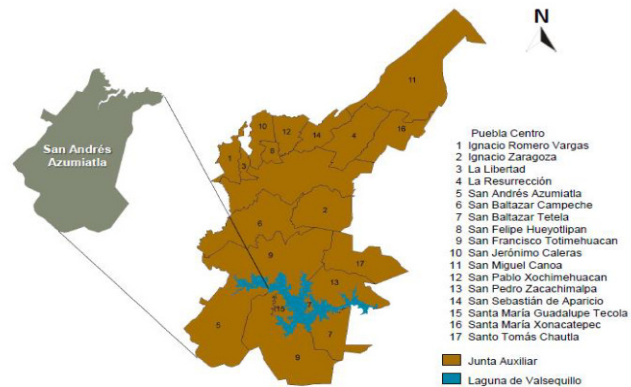 N
San Andrés
Azumiatla
11
10
12
14
4
16
8
1
3
6
2
9
17
13
15
7
5
7
9
Puebla Centro
1 Ignacio Romero Vargas
2 Ignacio Zaragoza
3 La Libertad
4 La Resurrección
5 San Andrés Azumiatla
6 San Baltazar Campeche
7 San Baltazar Tetela
8 San Felipe Hueyotlipan
9 San Francisco Totimehuacan
10 San Jerónimo Caleras
11 San Miguel Canoa
12 San Pablo Xochimehuacan
13 San Pedro Zacachimalpa
14 San Sebastián de Aparicio
15 Santa María Guadalupe Tecola
16 Santa María Xonacatepec
17 Santo Tomás Chautla
Junta Auxiliar
Laguna de Valsequillo